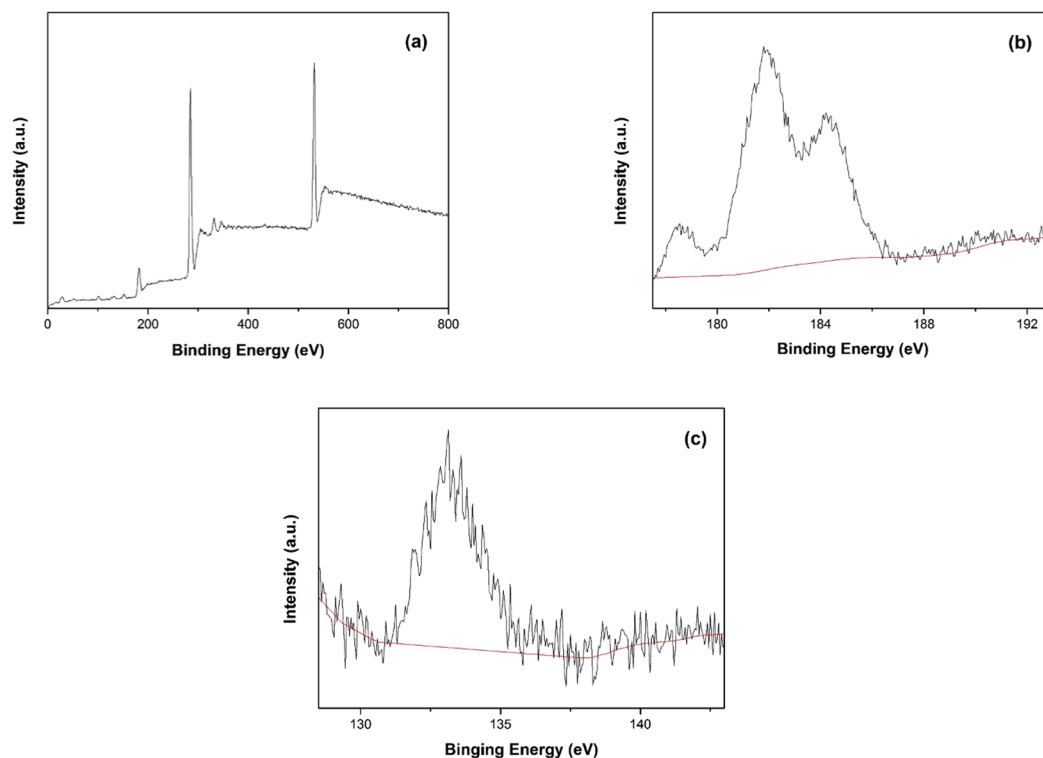 (a)
Intensity (a.u.)
0 200 400 600 800
Binding Energy (eV)
(b)
Intensity (a.u.)
180 184 188 192
Binding Energy (eV)
(c)
Intensity (a.u.)
130 135 140
Binging Energy (eV)